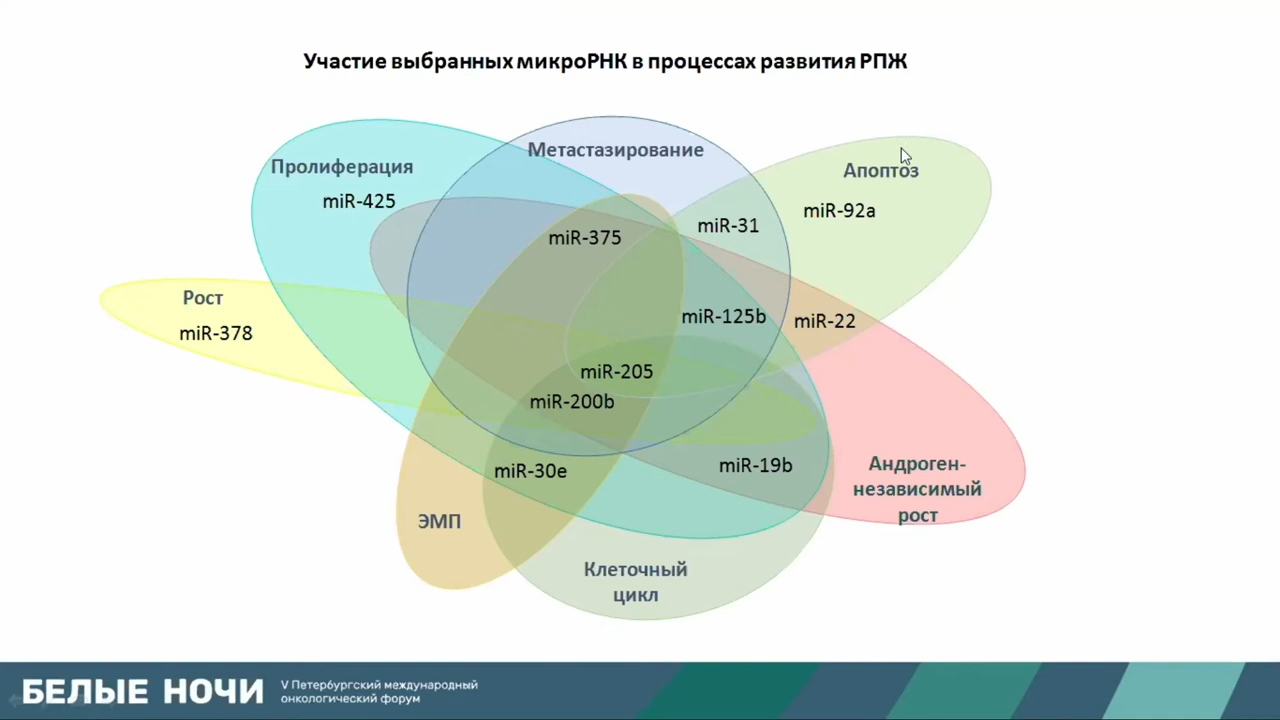 Участие выбранных микроРНК в процессах развития РПЖ
Метастазирование
Пролиферация
Апоптоз
miR-425
miR-92a
miR-31
miR-375
Рост
miR-378
miR-125b
miR-22
miR-205
miR-200b
miR-30e
miR-19b
Андроген-
независимый
рост
ЭМП
Клеточный
цикл
БЕЛЫЕ НОЧИ
V Петербургский международный
онкологический форум